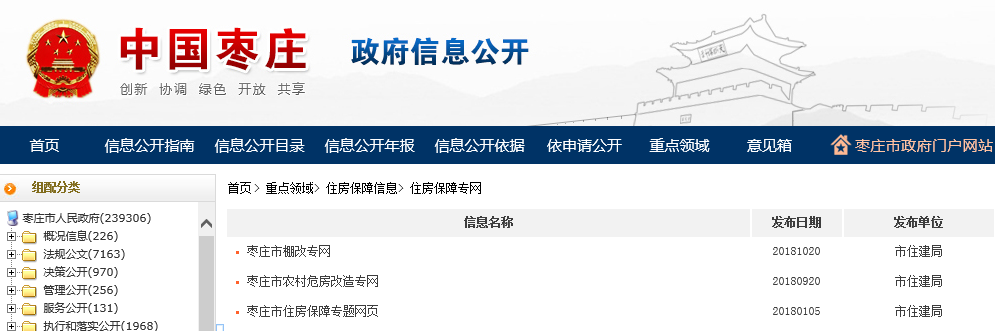 中国枣庄
政府信息公开
创新 协调 绿色 开放 共享
首页 信息公开指南 信息公开目录 信息公开年报 信息公开依据 依申请公开 重点领域 意见箱 枣庄市政府门户网站
组配分类
枣庄市人民政府(239306)
概况信息(226)
法规公文(7163)
决策公开(970)
管理公开(256)
服务公开(131)
执行和落实公开(1968)
首页> 重点领域> 住房保障信息> 住房保障专网
信息名称 发布日期 发布单位
枣庄市棚改专网 20181020 市住建局
枣庄市农村危房改造专网 20180920 市住建局
枣庄市住房保障专题网页 20180105 市住建局